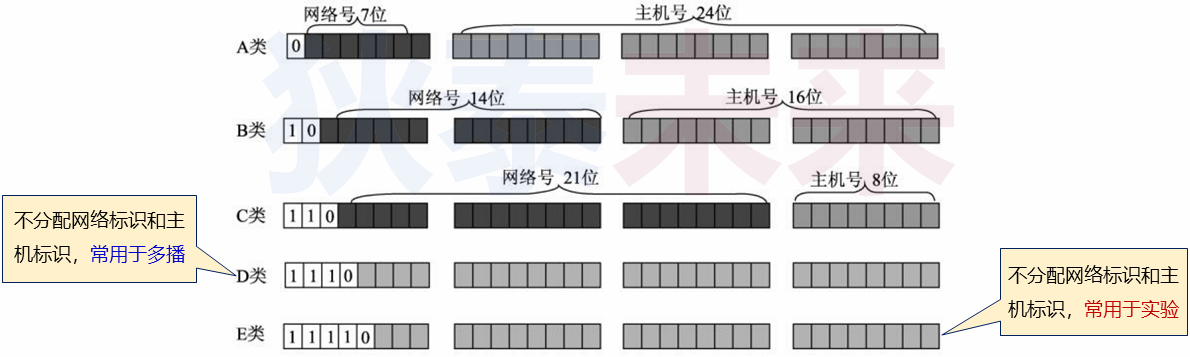 网络号 7位
主机号 24位
A类
0
狄泰未来
网络号 14位
主机号 16位
B类
1 0
网络号 21位
主机号 8位
C类
1 1 0
不分配网络标识和主
机标识，常用于多播
D类
1 1 1 0
不分配网络标识和主
机标识，常用于实验
E类
1 1 1 1 0